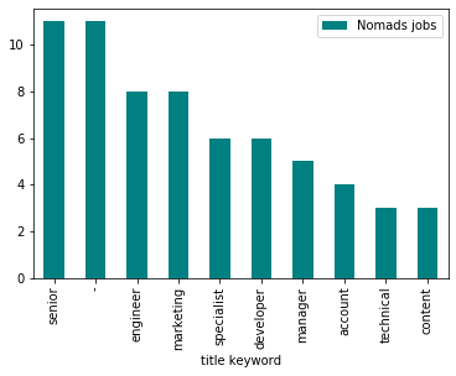 Nomads jobs
10
8
6
4
2
0
senior
-
engineer
marketing
specialist
developer
manager
account
technical
content
title keyword